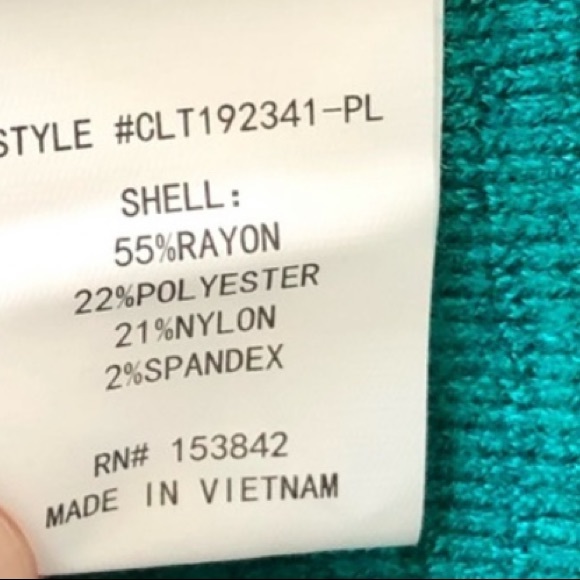 STYLE #CLT192341-PL
SHELL:
55%RAYON
22%POLYESTER
21%NYLON
2%SPANDEX
RN# 153842
MADE IN VIETNAM